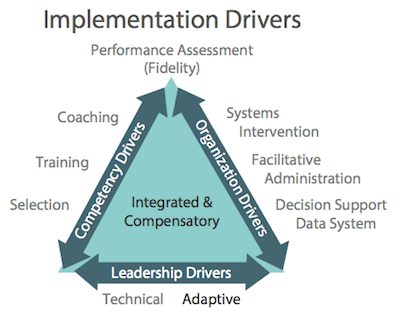 Implementation Drivers
Performance Assessment
(Fidelity)
Coaching
Training
Selection
Competency Drivers
Organization Drivers
Systems
Intervention
Facilitative
Administration
Decision Support
Data System
Integrated &
Compensatory
Leadership Drivers
Technical Adaptive